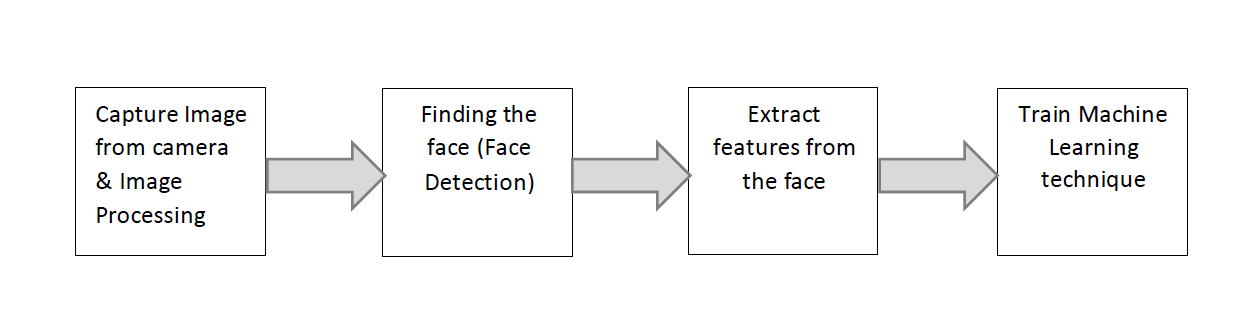 Capture Image
from camera
& Image
Processing
Finding the
face (Face
Detection)
Extract
features from
the face
Train Machine
Learning
technique